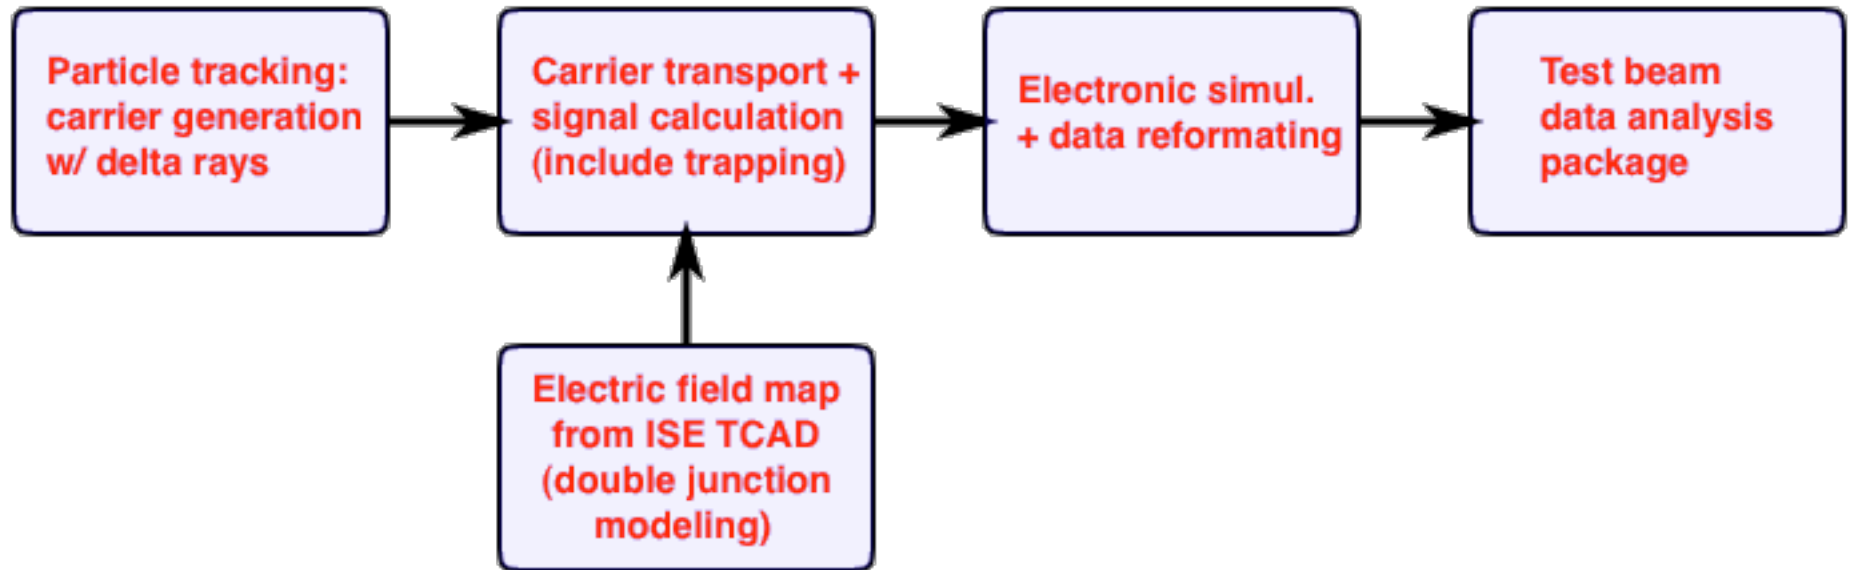 Particle tracking:
carrier generation
w/ delta rays
Carrier transport +
signal calculation
(include trapping)
Electronic simul.
+ data reformating
Test beam
data analysis
package
Electric field map
from ISE TCAD
(double junction
modeling)